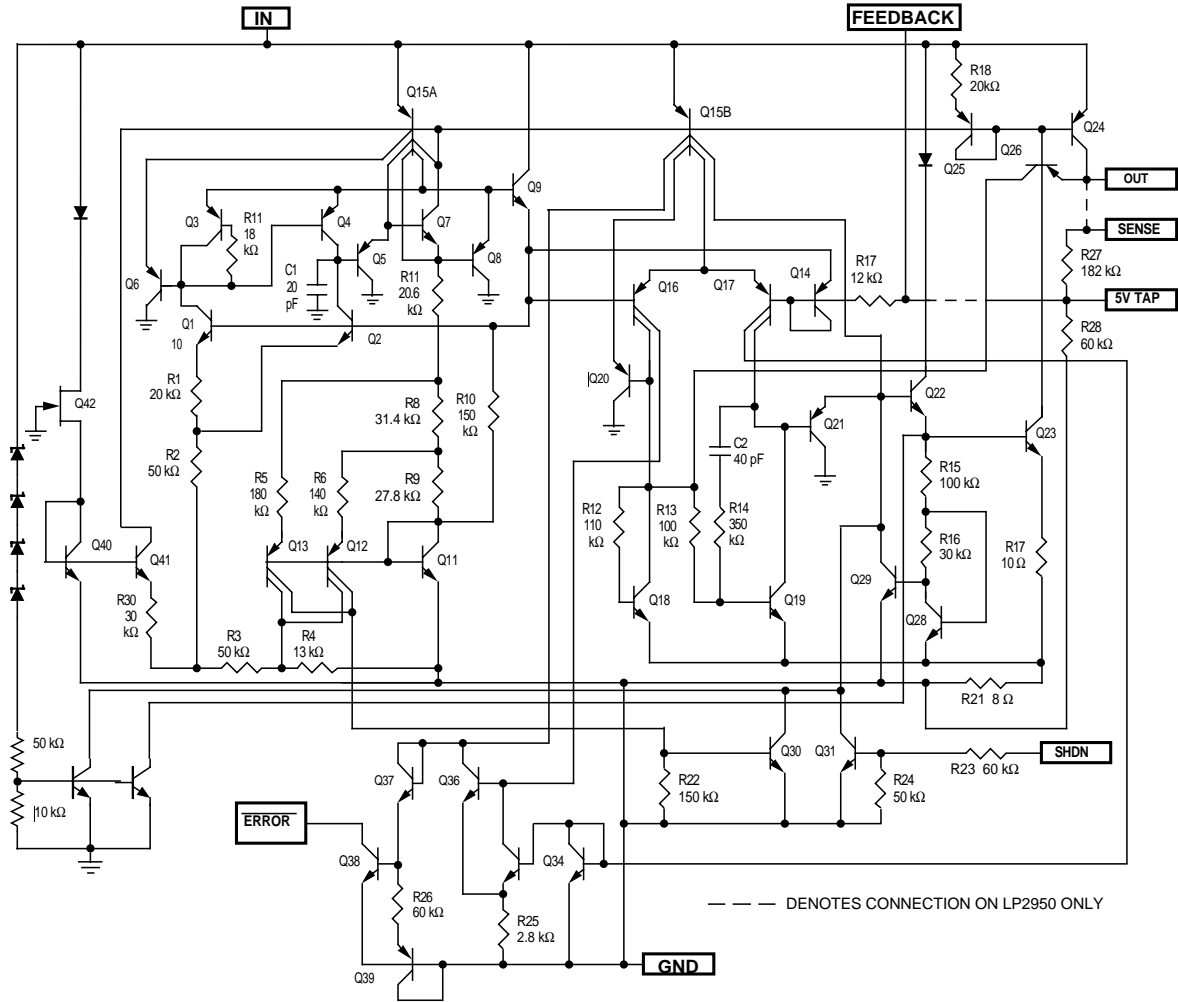 IN
FEEDBACK
R18
20kΩ
Q15A
Q15B
Q24
Q26
Q25
OUT
Q9
Q3
R11
18
kΩ
Q4
Q7
SENSE
Q5
Q8
R17
12 kΩ
Q14
R27
182 kΩ
Q6
C1
20
pF
R11
20.6
kΩ
Q16
Q17
5V TAP
R28
60 kΩ
Q1
10
Q2
R1
20 kΩ
Q20
Q22
Q42
R8
31.4 kΩ
R10
150
kΩ
Q21
Q23
R2
50 kΩ
C2
40 pF
R15
100 kΩ
R5
180
kΩ
R6
140
kΩ
R9
27.8 kΩ
R12
110
kΩ
R13
100
kΩ
R14
350
kΩ
R16
30 kΩ
R17
10 Ω
Q40
Q41
Q13
Q12
Q11
Q29
Q18
Q19
Q28
R30
30
kΩ
R3
50 kΩ
R4
13 kΩ
R21 8 Ω
50 kΩ
Q37
Q36
Q30
Q31
SHDN
R23 60 kΩ
R22
150 kΩ
R24
50 kΩ
10 kΩ
ERROR
Q38
Q34
R26
60 kΩ
R25
2.8 kΩ
DENOTES CONNECTION ON LP2950 ONLY
GND
Q39